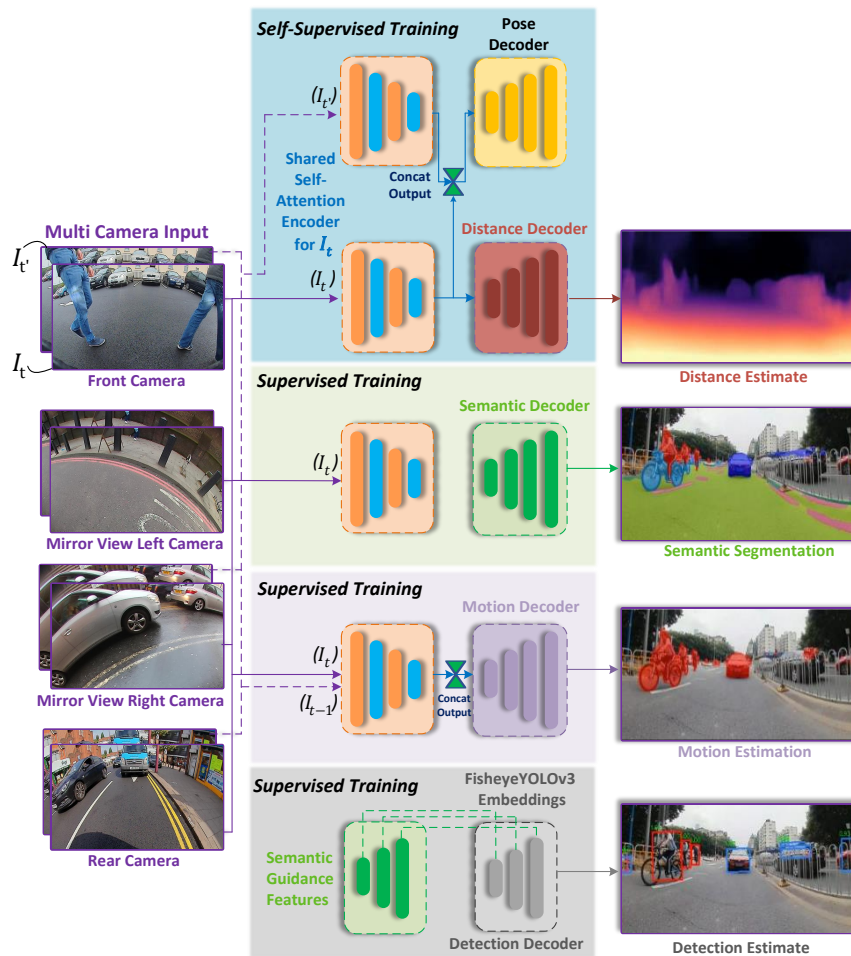 Self-Supervised Training
Pose
Decoder
(I_t')
Shared
Self-
Attention
Encoder
for I_t
Concat
Output
Distance Decoder
(I_t)
Multi Camera Input
I_t'
I_t
Front Camera
Distance Estimate
Supervised Training
Semantic Decoder
(I_t)
Mirror View Left Camera
Semantic Segmentation
Supervised Training
Motion Decoder
(I_t)
(I_{t-1})
Concat
Output
Mirror View Right Camera
Motion Estimation
Supervised Training
FisheyeYOLOv3
Embeddings
Semantic
Guidance
Features
Rear Camera
Detection Decoder
Detection Estimate